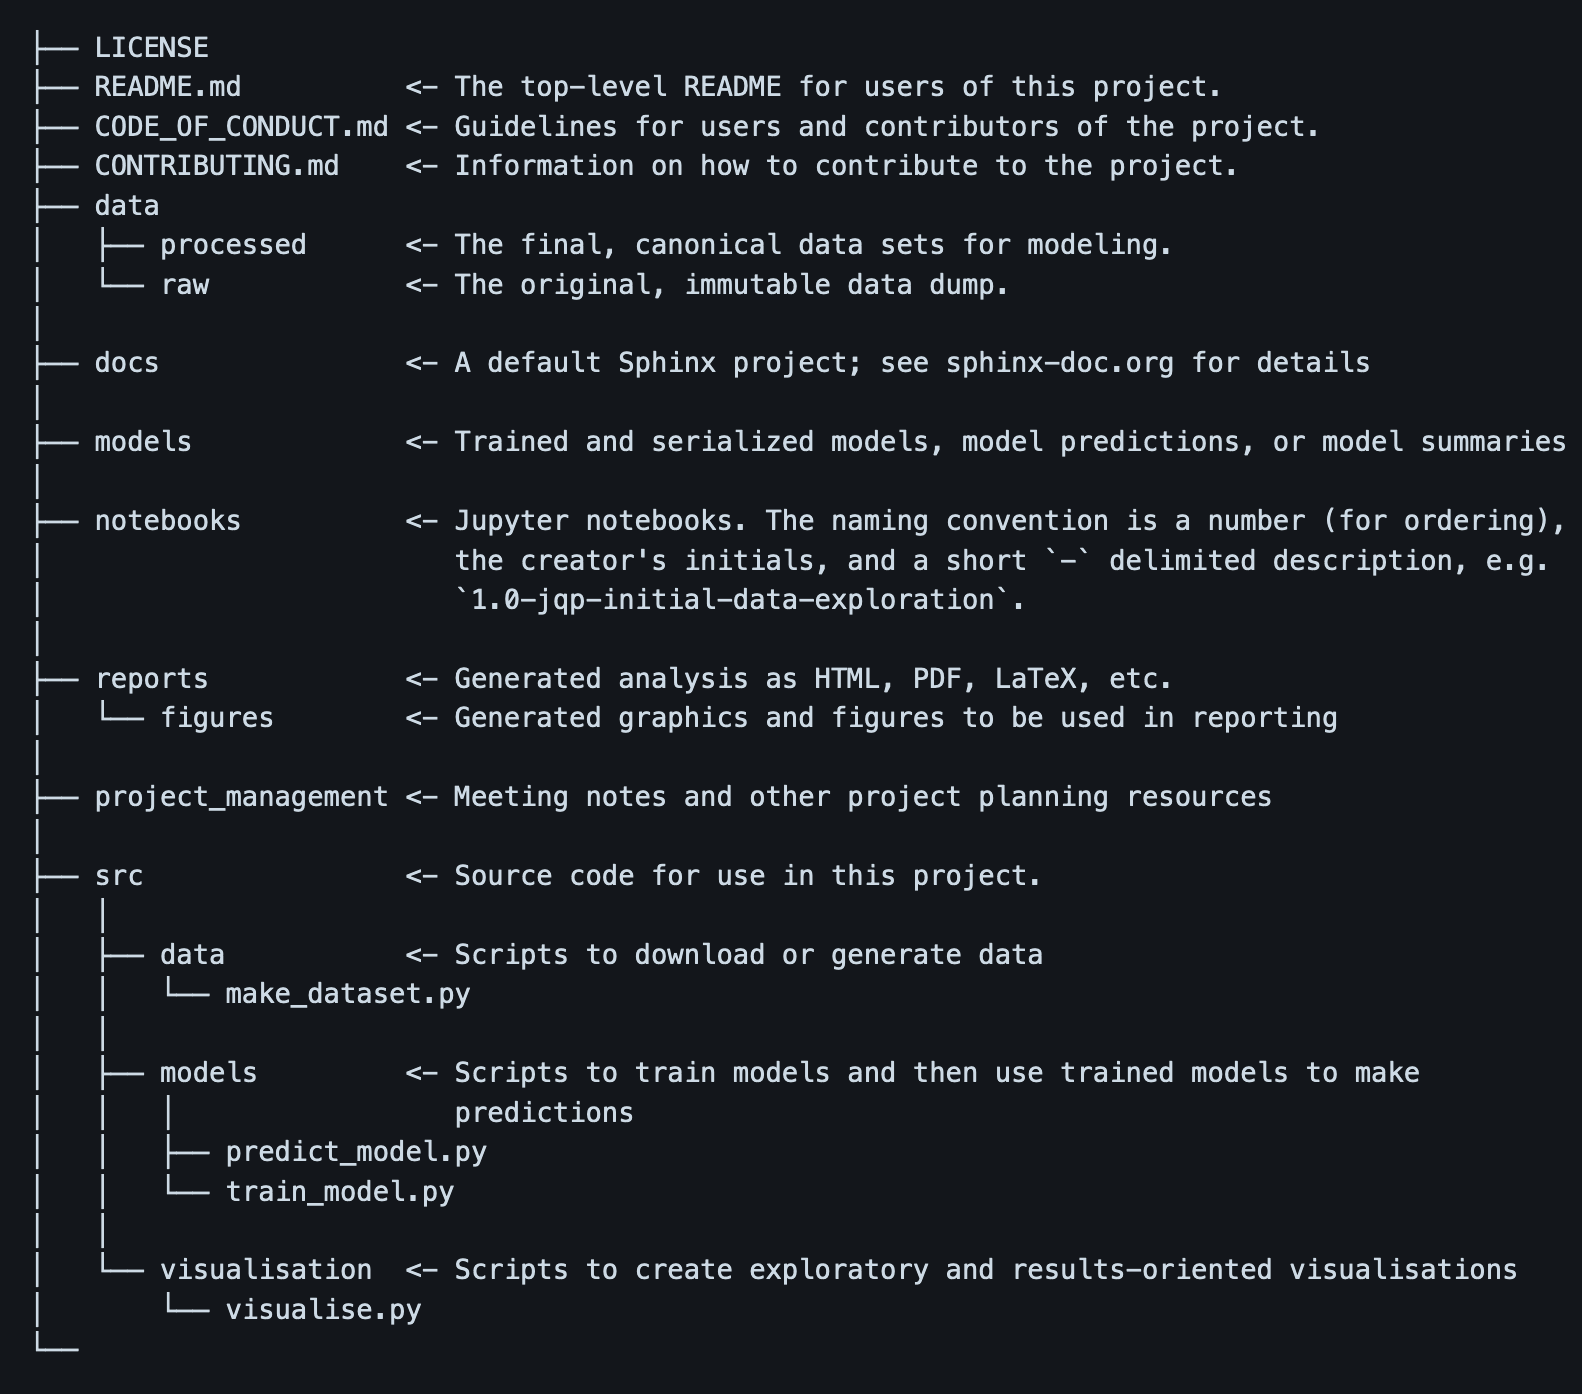 ├── LICENSE
├── README.md          <- The top-level README for users of this project.
├── CODE_OF_CONDUCT.md <- Guidelines for users and contributors of the project.
├── CONTRIBUTING.md    <- Information on how to contribute to the project.
├── data
│   ├── processed      <- The final, canonical data sets for modeling.
│   └── raw            <- The original, immutable data dump.
│
├── docs               <- A default Sphinx project; see sphinx-doc.org for details
│
├── models             <- Trained and serialized models, model predictions, or model summaries
│
├── notebooks          <- Jupyter notebooks. The naming convention is a number (for ordering),
│                         the creator's initials, and a short `-` delimited description, e.g.
│                         `1.0-jqp-initial-data-exploration`.
│
├── reports            <- Generated analysis as HTML, PDF, LaTeX, etc.
│   └── figures        <- Generated graphics and figures to be used in reporting
│
├── project_management <- Meeting notes and other project planning resources
│
├── src                <- Source code for use in this project.
│   │
│   ├── data           <- Scripts to download or generate data
│   │   └── make_dataset.py
│   │
│   ├── models         <- Scripts to train models and then use trained models to make
│   │   │                 predictions
│   │   ├── predict_model.py
│   │   └── train_model.py
│   │
│   └── visualisation  <- Scripts to create exploratory and results-oriented visualisations
│       └── visualise.py
└──